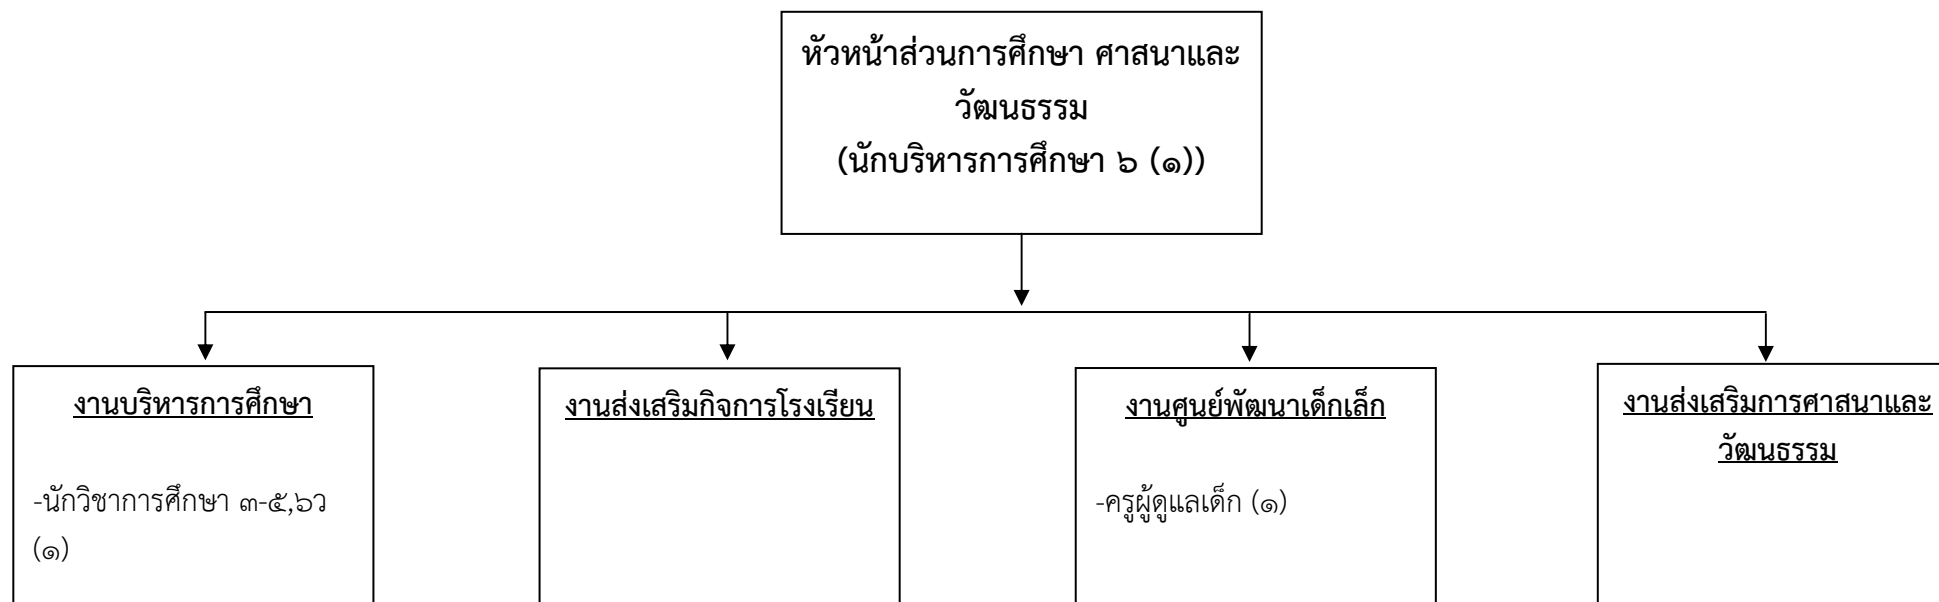 หัวหน้าส่วนการศึกษา ศาสนาและ
วัฒนธรรม
(นักบริหารการศึกษา ๖ (๑))
งานบริหารการศึกษา
-นักวิชาการศึกษา ๓-๕,๖ว
(๑)
งานส่งเสริมกิจการโรงเรียน
งานศูนย์พัฒนาเด็กเล็ก
-ครูผู้ดูแลเด็ก (๑)
งานส่งเสริมการศาสนาและ
วัฒนธรรม